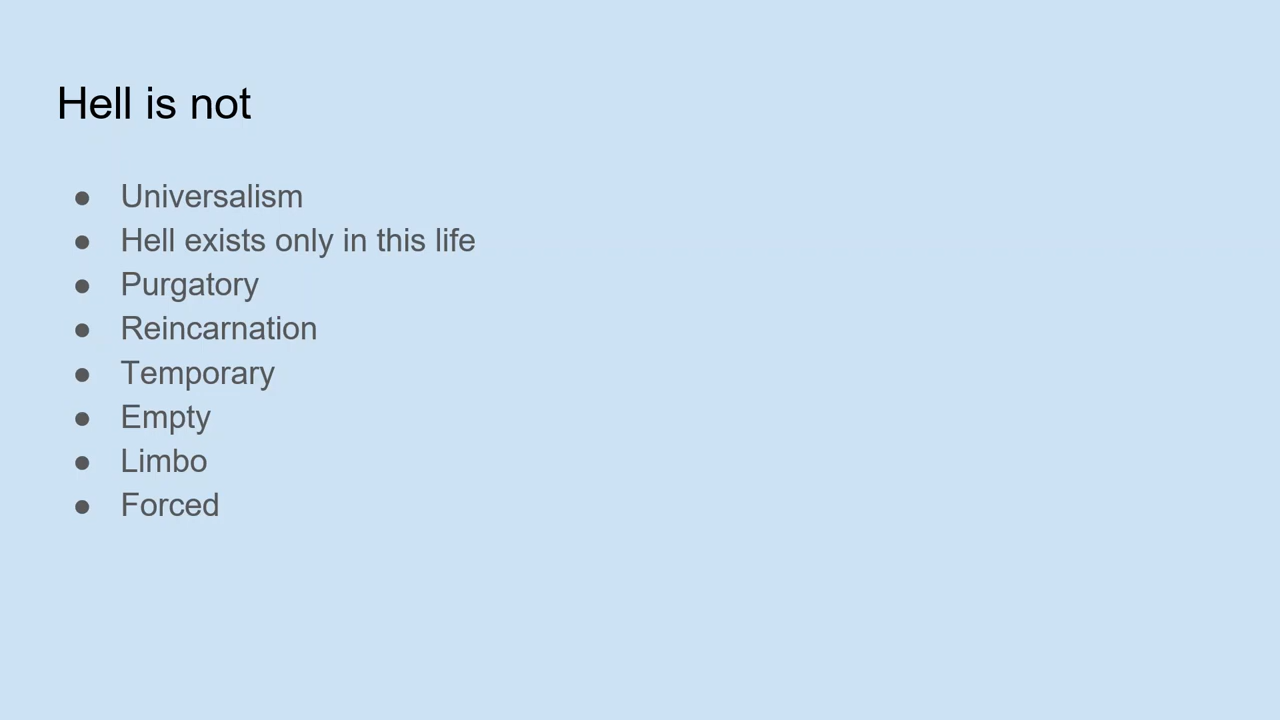 Hell is not
● Universalism
● Hell exists only in this life
● Purgatory
● Reincarnation
● Temporary
● Empty
● Limbo
● Forced